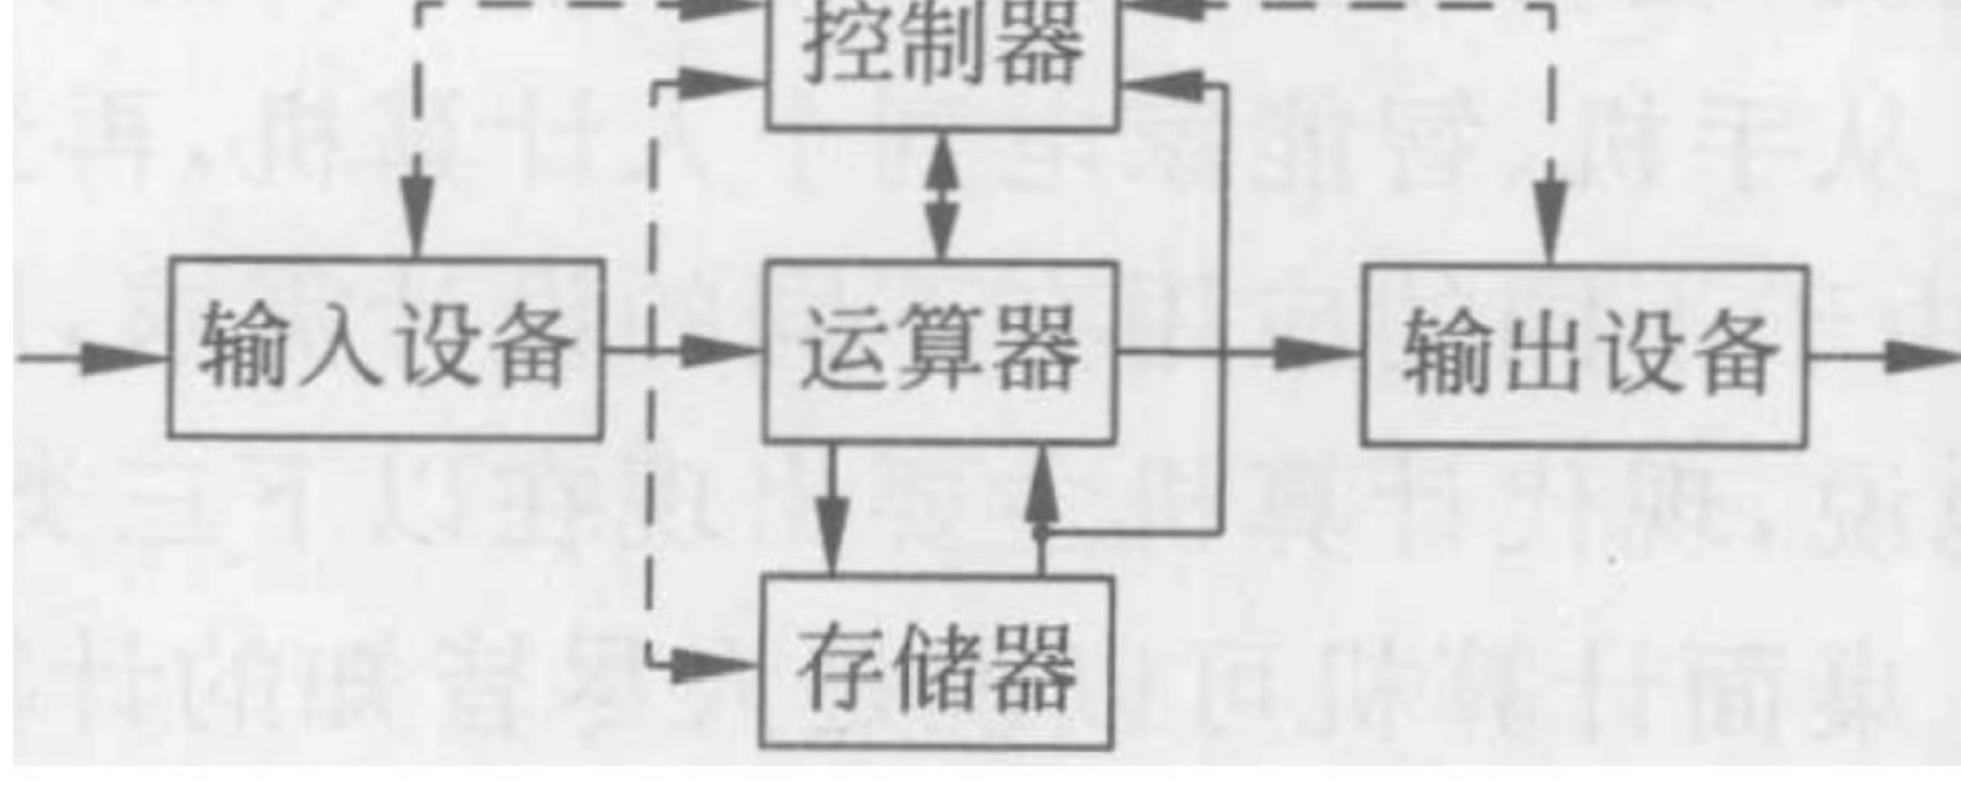 控制器
输入设备
运算器
输出设备
存储器